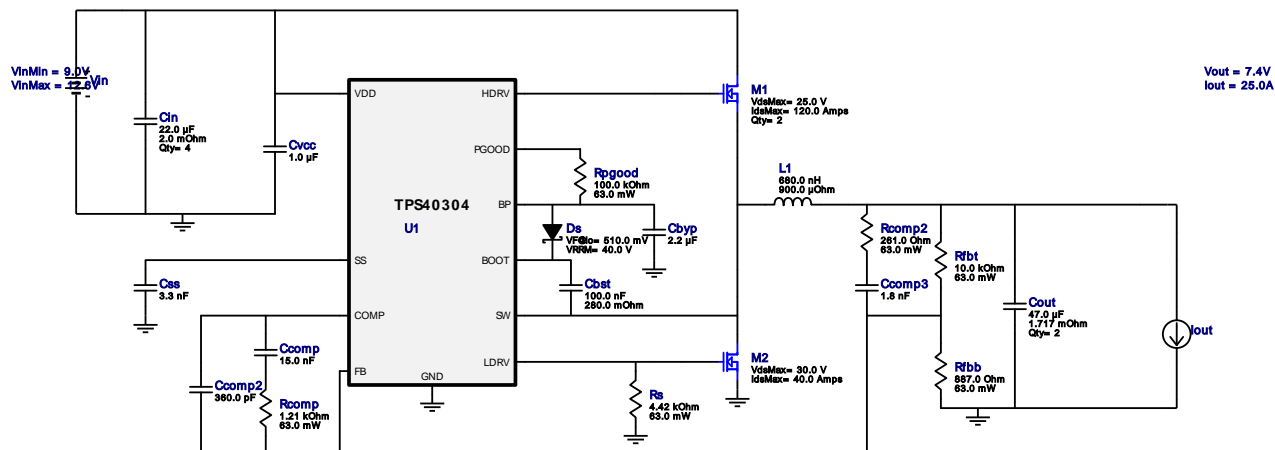 VinMin = 9.0V
VinMax = 12.6V
Vin
Cin
22.0 µF
2.0 mOhm
Qty= 4
Cvcc
1.0 µF
VDD
HDRV
PGOOD
BP
BOOT
SW
LDRV
GND
SS
COMP
FB
TPS40304
U1
Css
3.3 nF
Ccomp
15.0 nF
Ccomp2
360.0 pF
Rcomp
1.21 kOhm
63.0 mW
Rpgood
100.0 kOhm
63.0 mW
Ds
VF@Io= 510.0 mV
VRRM= 40.0 V
Cbyp
2.2 µF
Cbst
100.0 nF
280.0 mOhm
M1
VdsMax= 25.0 V
IdsMax= 120.0 Amps
Qty= 2
L1
680.0 nH
900.0 µOhm
M2
VdsMax= 30.0 V
IdsMax= 40.0 Amps
Rs
4.42 kOhm
63.0 mW
Rcomp2
261.0 Ohm
63.0 mW
Ccomp3
1.8 nF
Rfbt
10.0 kOhm
63.0 mW
Rfbb
887.0 Ohm
63.0 mW
Cout
47.0 µF
1.717 mOhm
Qty= 2
Iout
Vout = 7.4V
Iout = 25.0A